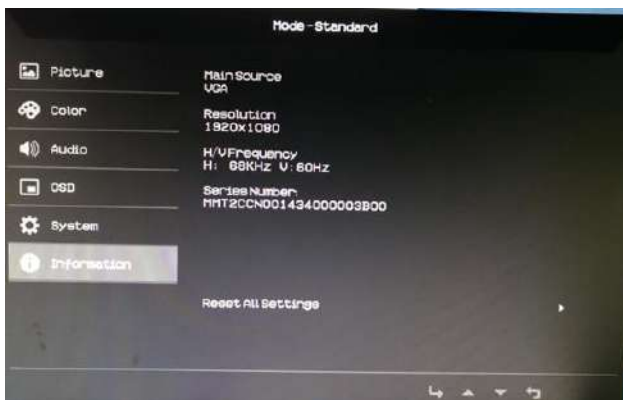 Mode - Standard
Picture
Color
Audio
OSD
System
Information
Main Source
VGA
Resolution
1920x1080
H/V Frequency
H: 68KHz V: 60Hz
Series Number:
MMT2CCN001434000003B00
Reset All Settings